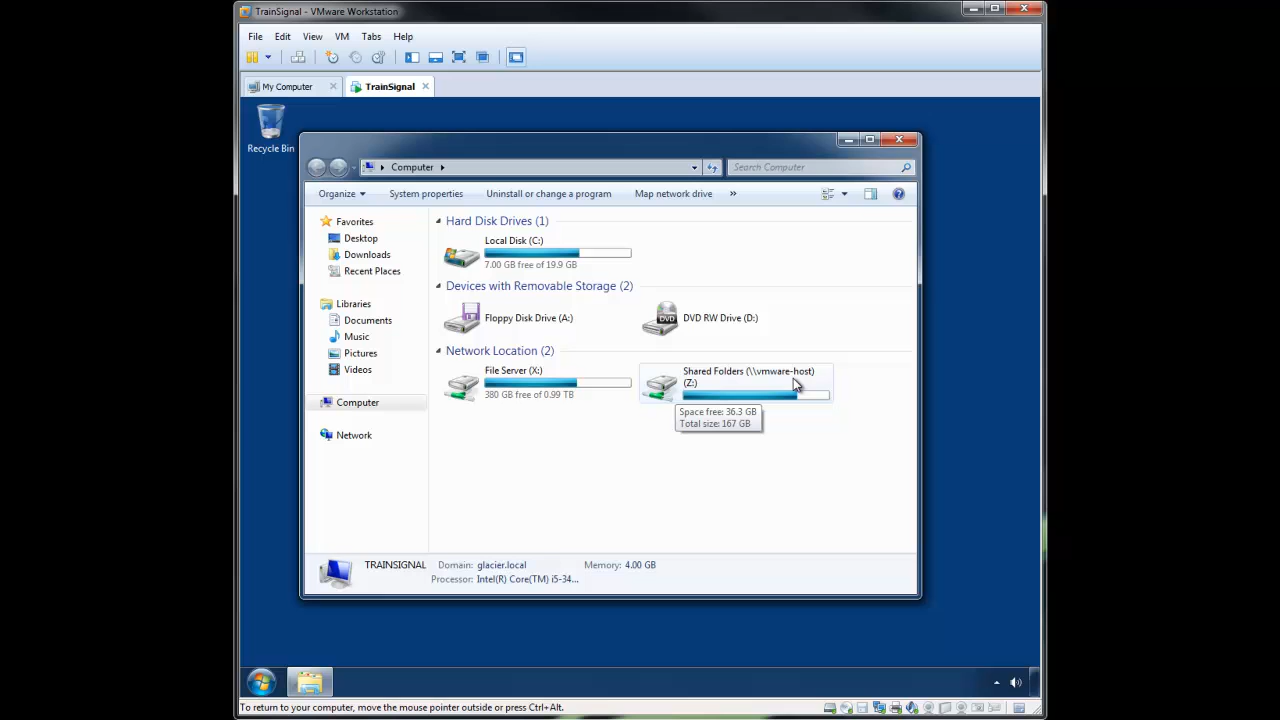 TrainSignal - VMware Workstation
File Edit View VM Tabs Help
My Computer
TrainSignal
Recycle Bin
Computer
Search Computer
Organize System properties Uninstall or change a program Map network drive »
Favorites
Desktop
Downloads
Recent Places
Libraries
Documents
Music
Pictures
Videos
Computer
Network
Hard Disk Drives (1)
Local Disk (C:)
7.00 GB free of 19.9 GB
Devices with Removable Storage (2)
Floppy Disk Drive (A:)
DVD
DVD RW Drive (D:)
Network Location (2)
File Server (X:)
380 GB free of 0.99 TB
Shared Folders (\\vmware-host)
(Z:)
Space free: 36.3 GB
Total size: 167 GB
TRAINSIGNAL Domain: glacier.local Memory: 4.00 GB
Processor: Intel(R) Core(TM) i5-34...
To return to your computer, move the mouse pointer outside or press Ctrl+Alt.